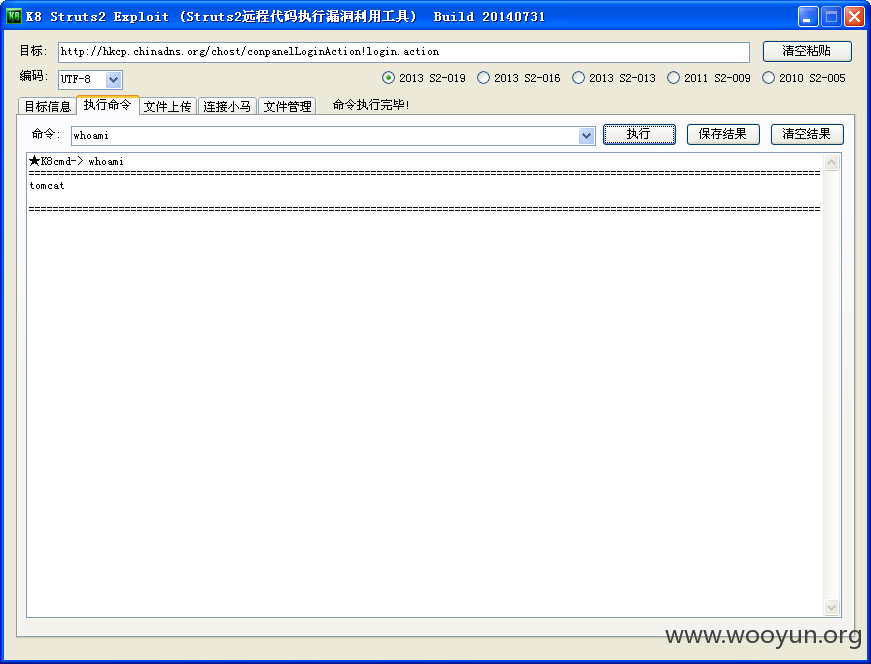 K8 Struts2 Exploit (Struts2远程代码执行漏洞利用工具) Build 20140731
目标: http://hkcp.chinadns.org/chost/conpanelLoginAction!login.action 清空粘贴
编码: UTF-8 2013 S2-019 2013 S2-016 2013 S2-013 2011 S2-009 2010 S2-005
目标信息 执行命令 文件上传 连接小马 文件管理 命令执行完毕!
命令: whoami 执行 保存结果 清空结果
★K8cmd-> whoami
====================================================================================================================================
tomcat
====================================================================================================================================
www.wooyun.org